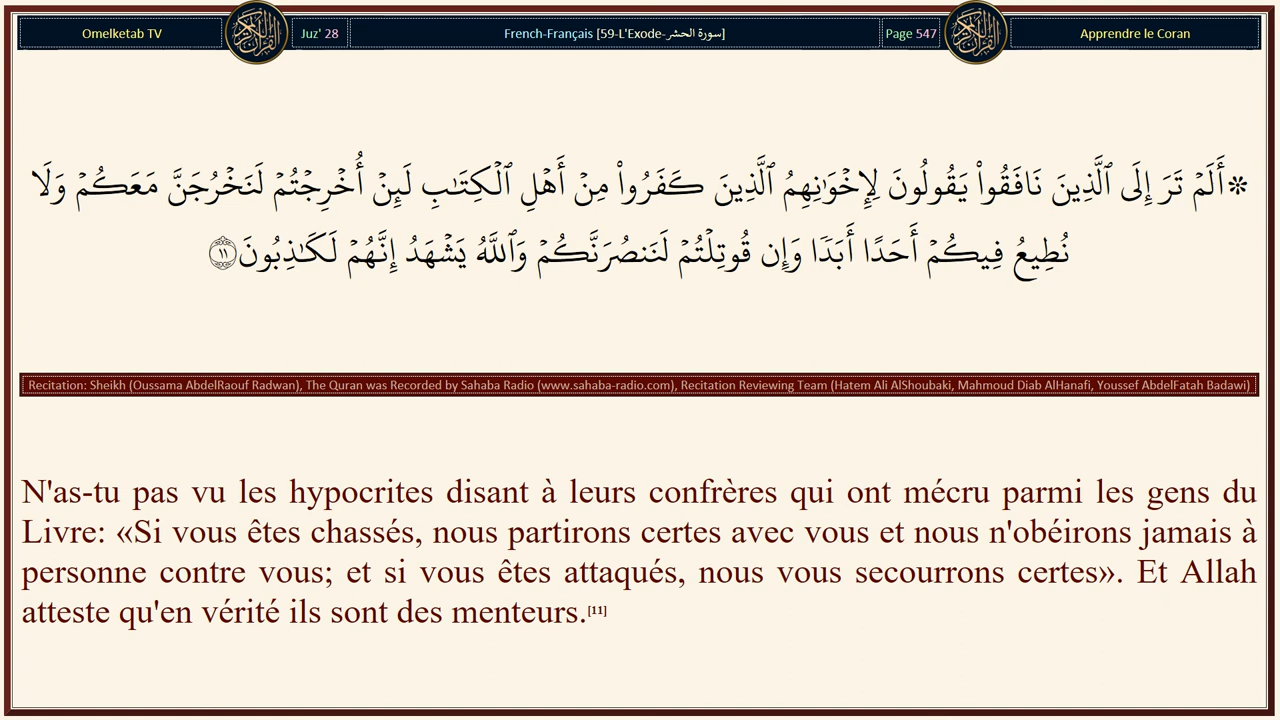 Omelketab TV
Juz' 28
French-Français [59-L'Exode-سورة الحشر]
Page 547
Apprendre le Coran
۞أَلَمۡ تَرَ إِلَى ٱلَّذِينَ نَافَقُواْ يَقُولُونَ لِإِخۡوَٰنِهِمُ ٱلَّذِينَ كَفَرُواْ مِنۡ أَهۡلِ ٱلۡكِتَٰبِ لَئِنۡ أُخۡرِجۡتُمۡ لَنَخۡرُجَنَّ مَعَكُمۡ وَلَا
نُطِيعُ فِيكُمۡ أَحَدًا أَبَدٗا وَإِن قُوتِلۡتُمۡ لَنَنصُرَنَّكُمۡ وَٱللَّهُ يَشۡهَدُ إِنَّهُمۡ لَكَٰذِبُونَ ١١
Recitation: Sheikh (Oussama AbdelRaouf Radwan), The Quran was Recorded by Sahaba Radio (www.sahaba-radio.com), Recitation Reviewing Team (Hatem Ali AlShoubaki, Mahmoud Diab AlHanafi, Youssef AbdelFatah Badawi)
N'as-tu pas vu les hypocrites disant à leurs confrères qui ont mécru parmi les gens du
Livre: «Si vous êtes chassés, nous partirons certes avec vous et nous n'obéirons jamais à
personne contre vous; et si vous êtes attaqués, nous vous secourrons certes». Et Allah
atteste qu'en vérité ils sont des menteurs.[11]